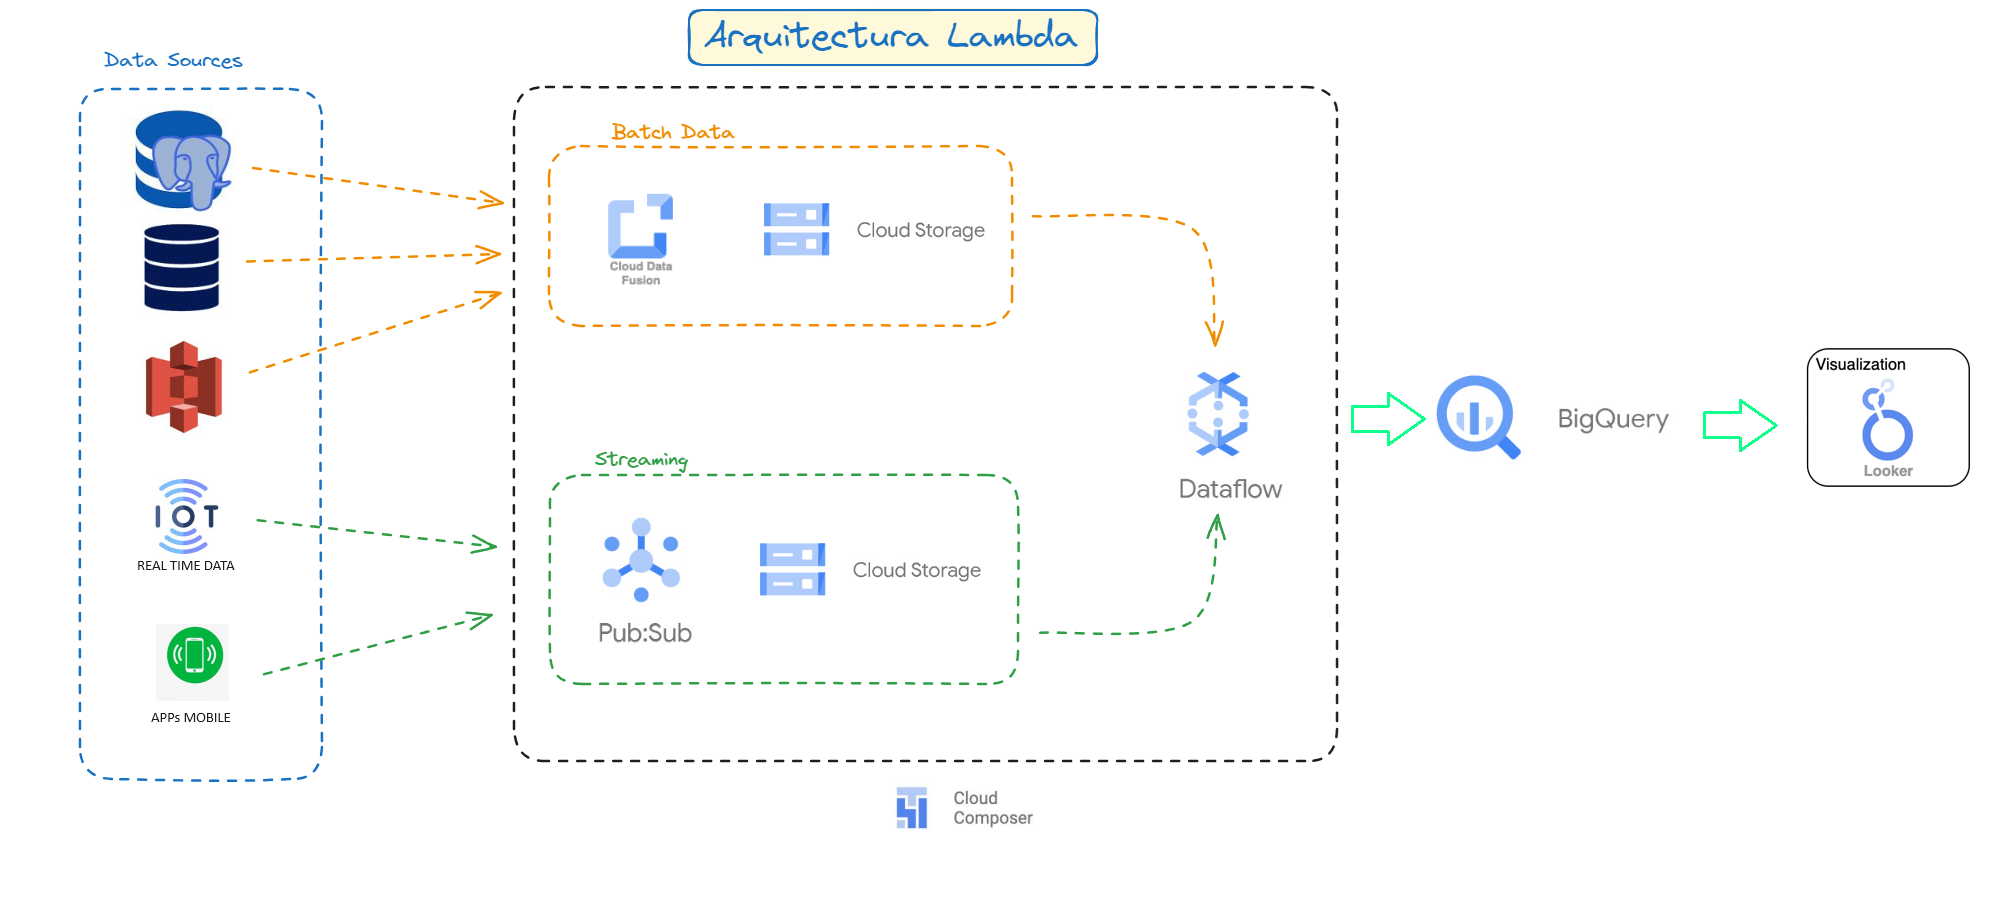 Arquitectura Lambda
Data Sources
IOT
REAL TIME DATA
APPs MOBILE
Batch Data
Cloud Data
Fusion
Cloud Storage
Streaming
Pub:Sub
Cloud Storage
Dataflow
Cloud
Composer
BigQuery
Visualization
Looker